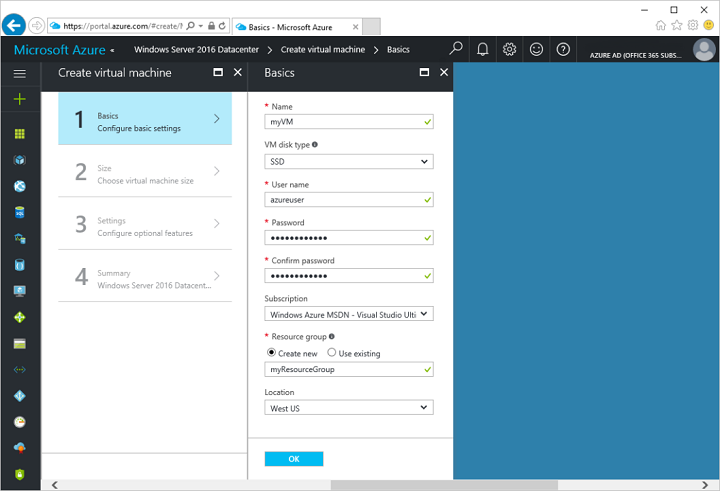 https://portal.azure.com/#create/M
Basics - Microsoft Azure
Microsoft Azure
Windows Server 2016 Datacenter > Create virtual machine > Basics
AZURE AD (OFFICE 365 SUBS...
Create virtual machine
1
Basics
Configure basic settings
2
Size
Choose virtual machine size
3
Settings
Configure optional features
4
Summary
Windows Server 2016 Datacent...
Basics
* Name
myVM
VM disk type
SSD
* User name
azureuser
* Password
* Confirm password
Subscription
Windows Azure MSDN - Visual Studio Ulti
* Resource group
Create new Use existing
myResourceGroup
Location
West US
OK